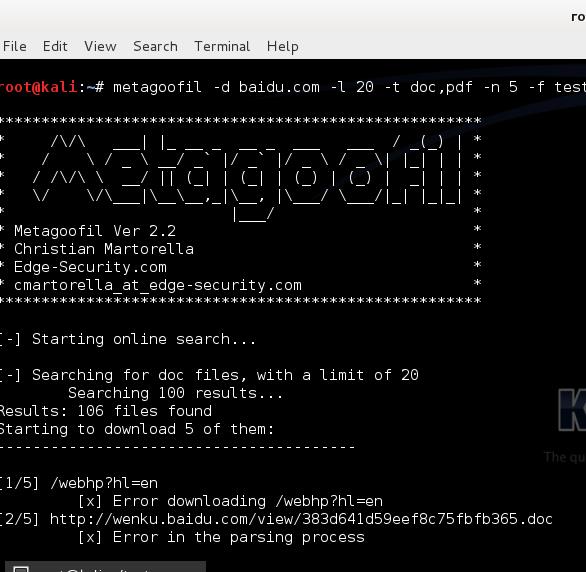 ro
File Edit View Search Terminal Help
root@kali:~# metagoofil -d baidu.com -l 20 -t doc,pdf -n 5 -f test
******************************************************
* Metagoofil Ver 2.2 *
* Christian Martorella *
* Edge-Security.com *
* cmartorella_at_edge-security.com *
******************************************************
[-] Starting online search...
[-] Searching for doc files, with a limit of 20
Searching 100 results...
Results: 106 files found
Starting to download 5 of them:
----------------------------------------
[1/5] /webhp?hl=en
[x] Error downloading /webhp?hl=en
[2/5] http://wenku.baidu.com/view/383d641d59eef8c75fbfb365.doc
[x] Error in the parsing process
K
The qu